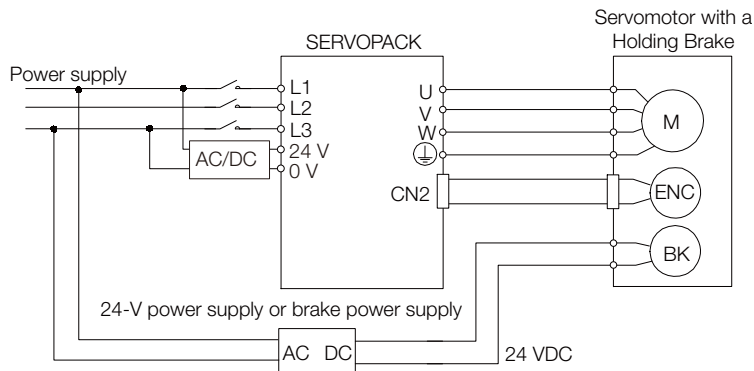 Servomotor with a
Holding Brake
SERVOPACK
Power supply
L1
L2
L3
24 V
0 V
AC/DC
U
V
W
CN2
M
ENC
BK
24-V power supply or brake power supply
AC DC
24 VDC